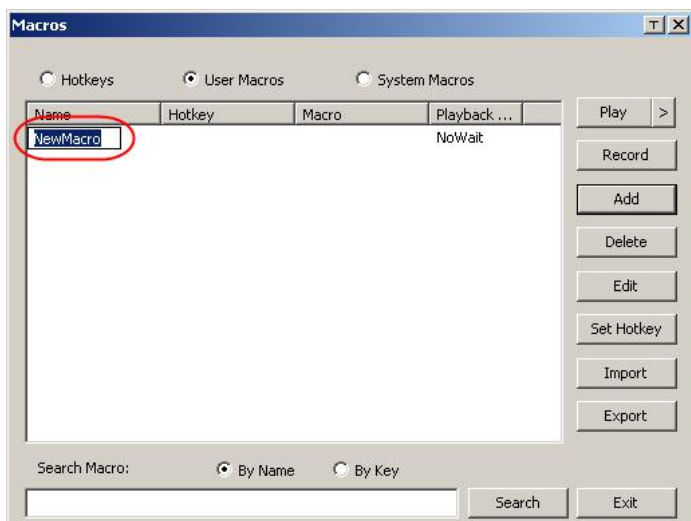 Macros
Hotkeys User Macros System Macros
Name Hotkey Macro Playback ... Play >
NewMacro NoWait
Record
Add
Delete
Edit
Set Hotkey
Import
Export
Search Macro: By Name By Key
Search Exit